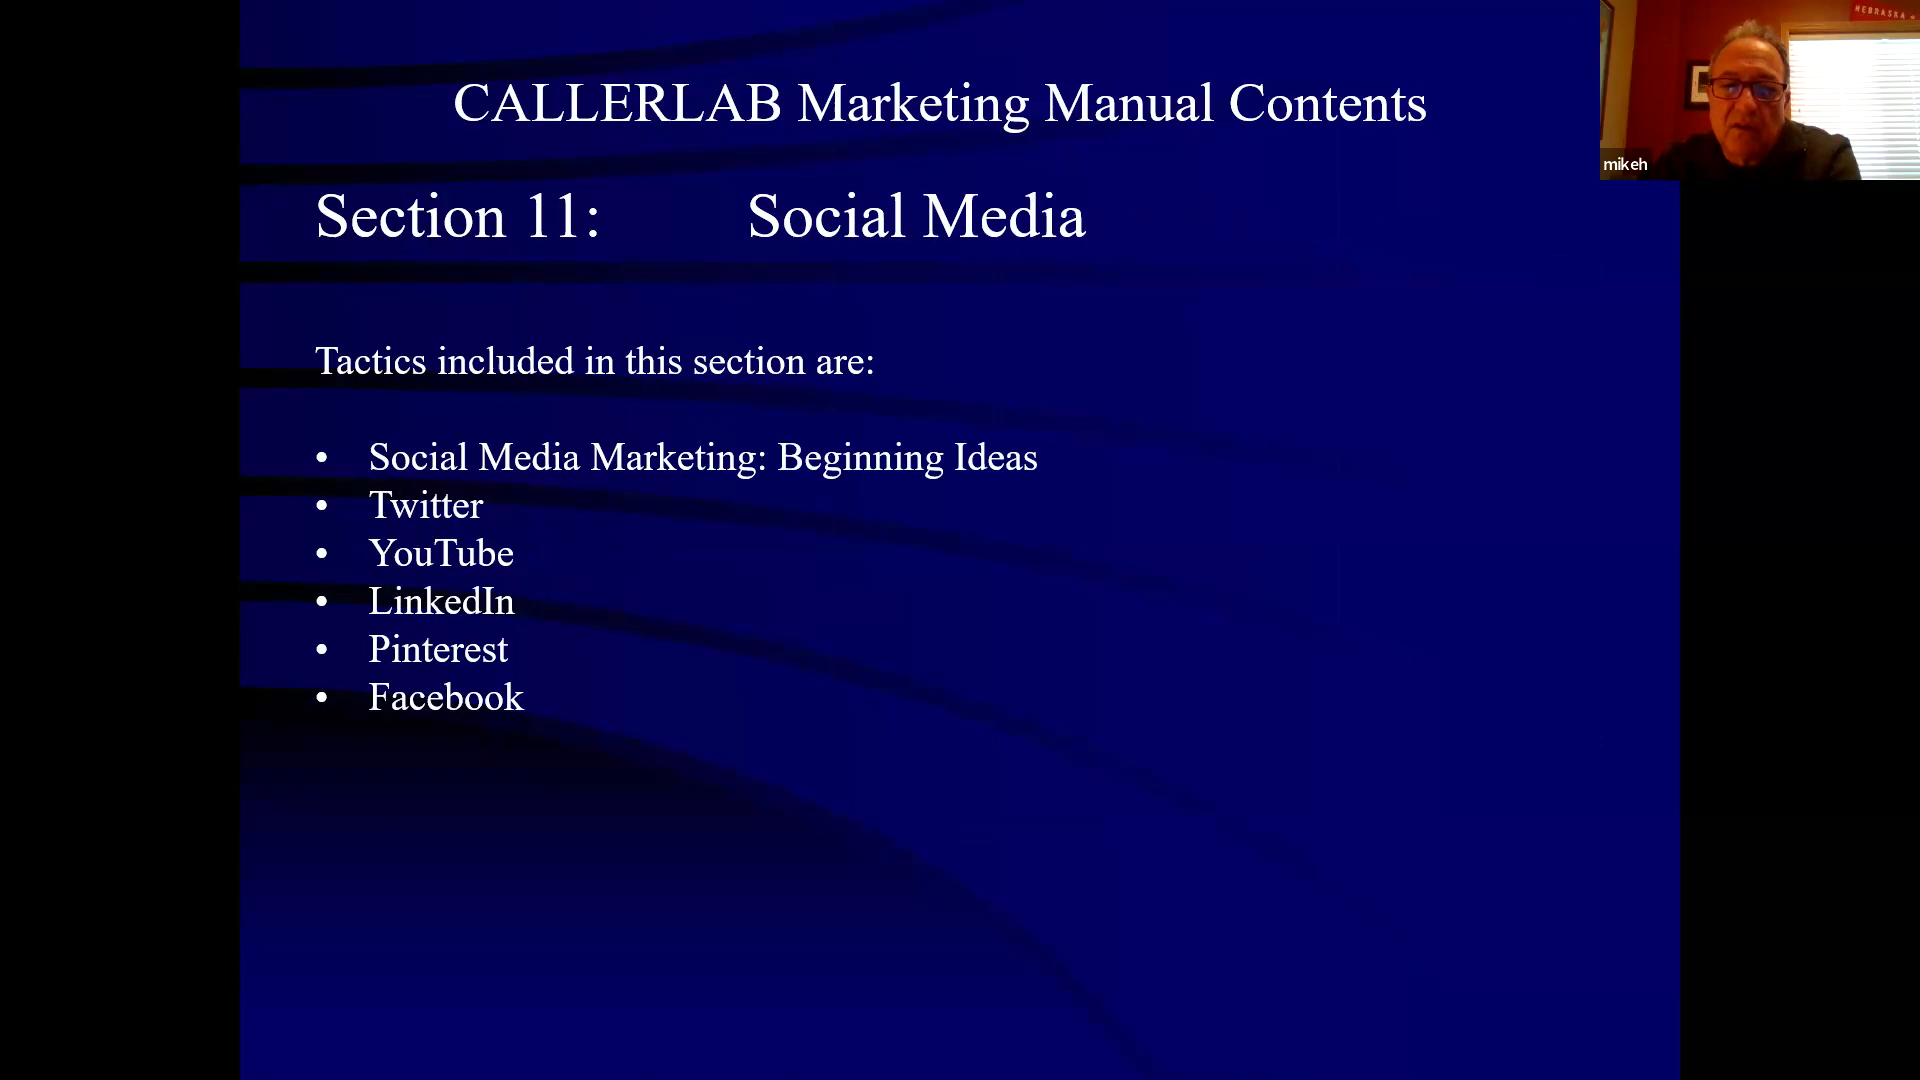 CALLERLAB Marketing Manual Contents
Section 11: Social Media
Tactics included in this section are:
• Social Media Marketing: Beginning Ideas
• Twitter
• YouTube
• LinkedIn
• Pinterest
• Facebook
NEBRASKA
mikeh